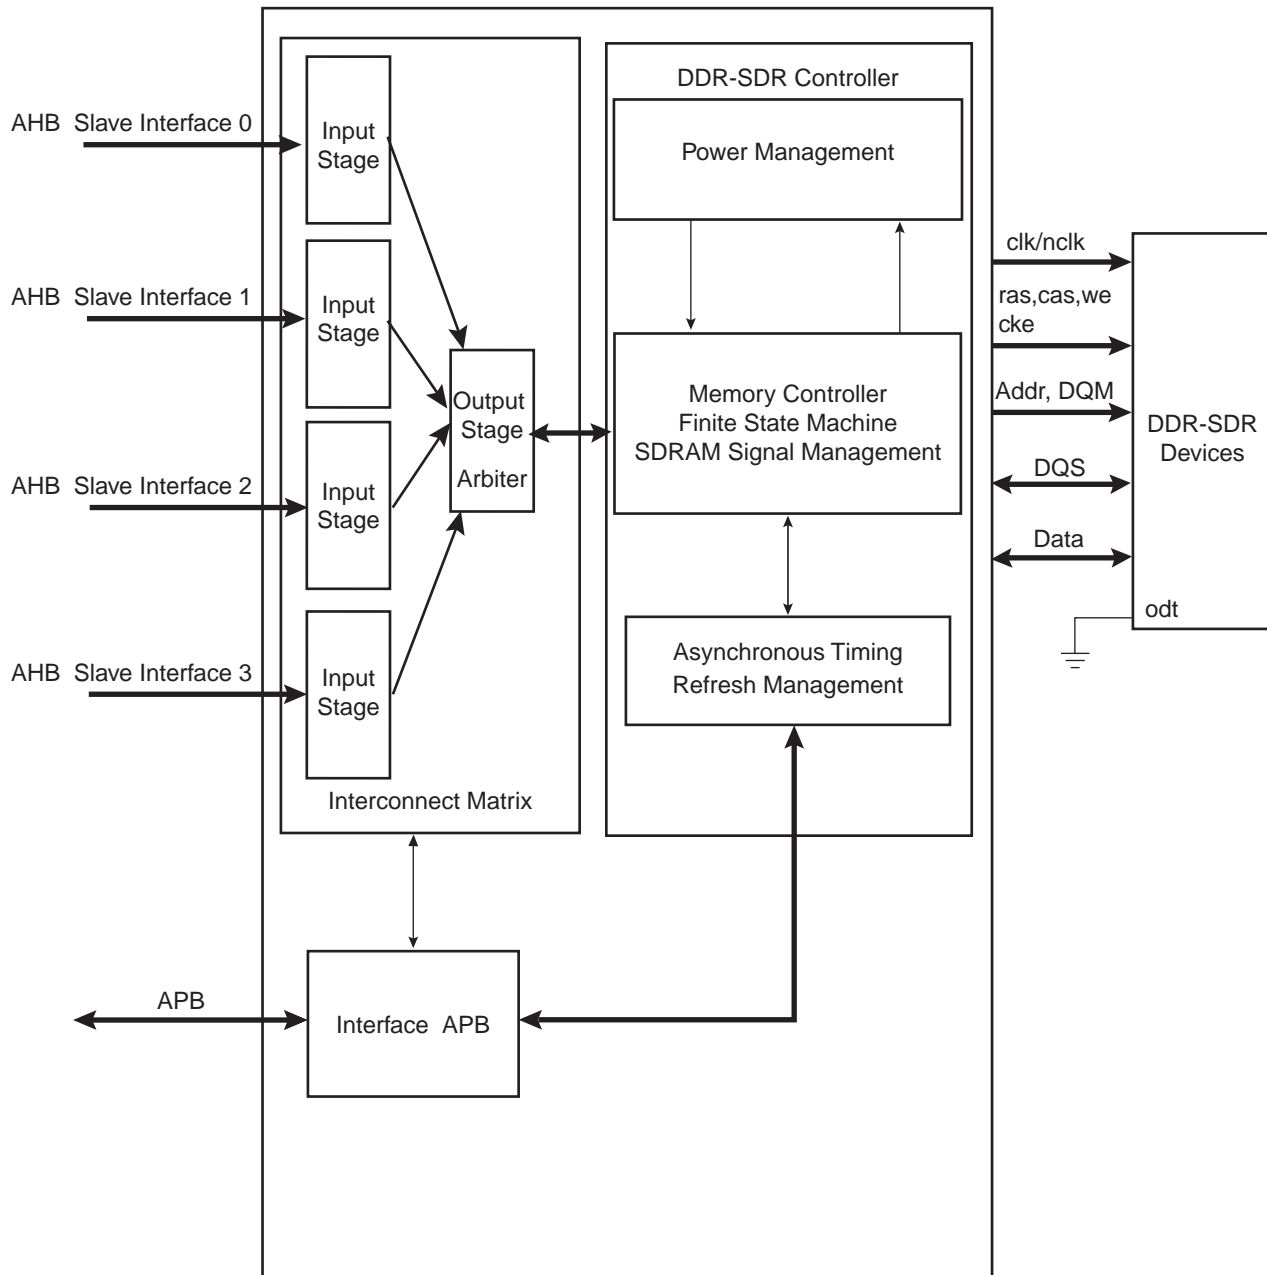 AHB Slave Interface 0
AHB Slave Interface 1
AHB Slave Interface 2
AHB Slave Interface 3
Input
Stage
Input
Stage
Input
Stage
Input
Stage
Output
Stage
Arbiter
Interconnect Matrix
DDR-SDR Controller
Power Management
Memory Controller
Finite State Machine
SDRAM Signal Management
Asynchronous Timing
Refresh Management
clk/nclk
ras,cas,we
cke
Addr, DQM
DQS
Data
DDR-SDR
Devices
odt
APB
Interface APB